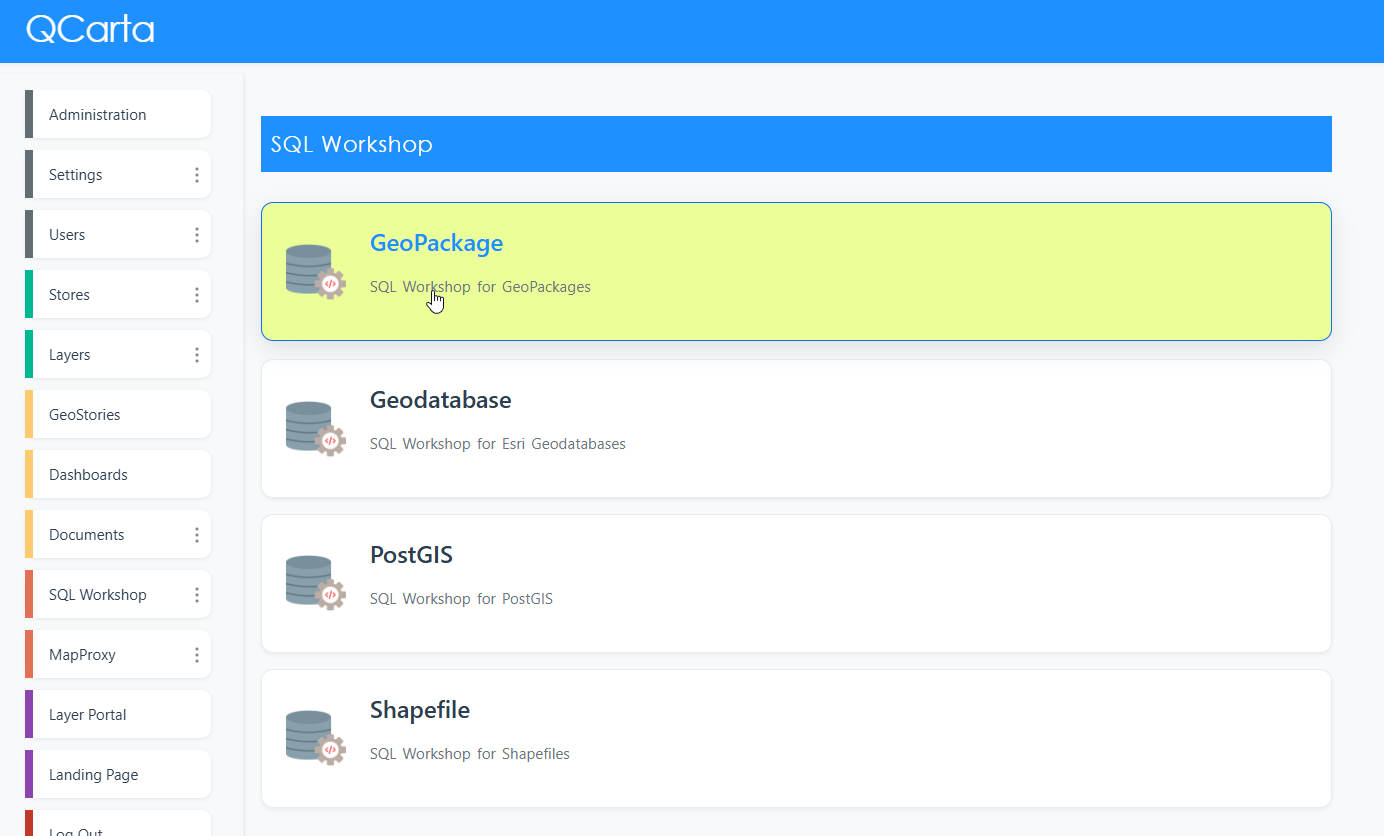 QCarta
Administration
Settings
Users
Stores
Layers
GeoStories
Dashboards
Documents
SQL Workshop
MapProxy
Layer Portal
Landing Page
Log Out
SQL Workshop
GeoPackage
SQL Workshop for GeoPackages
Geodatabase
SQL Workshop for Esri Geodatabases
PostGIS
SQL Workshop for PostGIS
Shapefile
SQL Workshop for Shapefiles